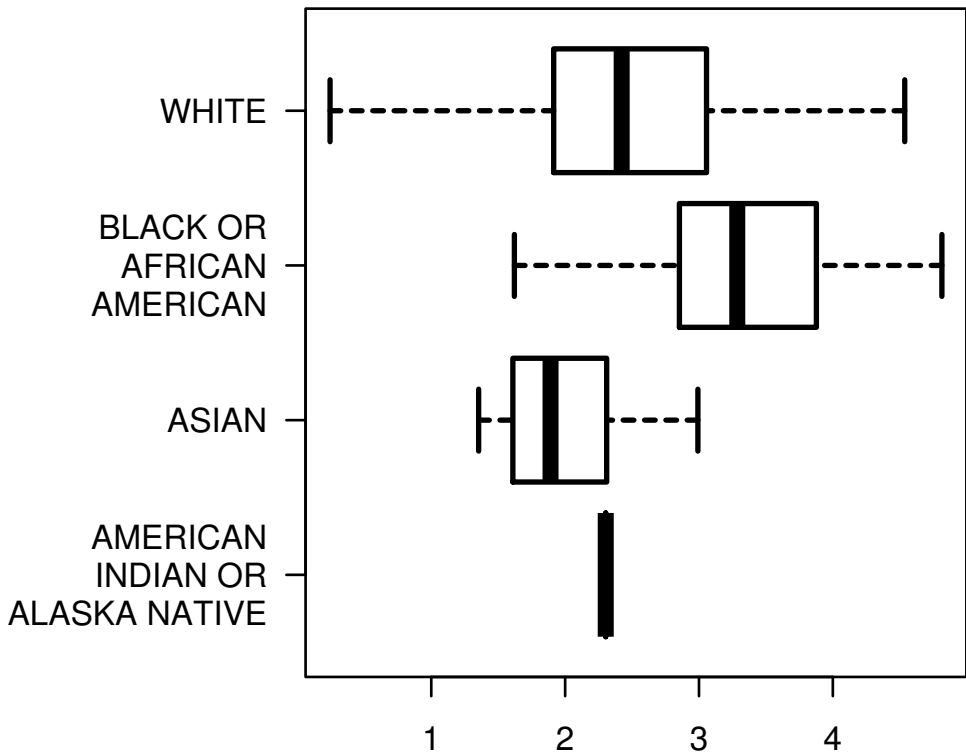 WHITE
BLACK OR
AFRICAN
AMERICAN
ASIAN
AMERICAN
INDIAN OR
ALASKA NATIVE
1 2 3 4